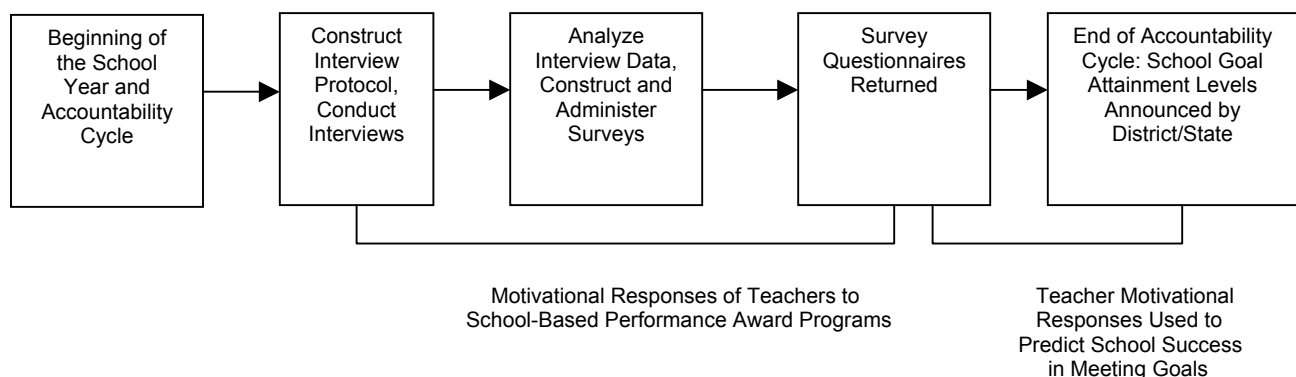 Beginning of
the School
Year and
Accountability
Cycle
Construct
Interview
Protocol,
Conduct
Interviews
Analyze
Interview Data,
Construct and
Administer
Surveys
Survey
Questionnaires
Returned
End of Accountability
Cycle: School Goal
Attainment Levels
Announced by
District/State
Motivational Responses of Teachers to
School-Based Performance Award Programs
Teacher Motivational
Responses Used to
Predict School Success
in Meeting Goals